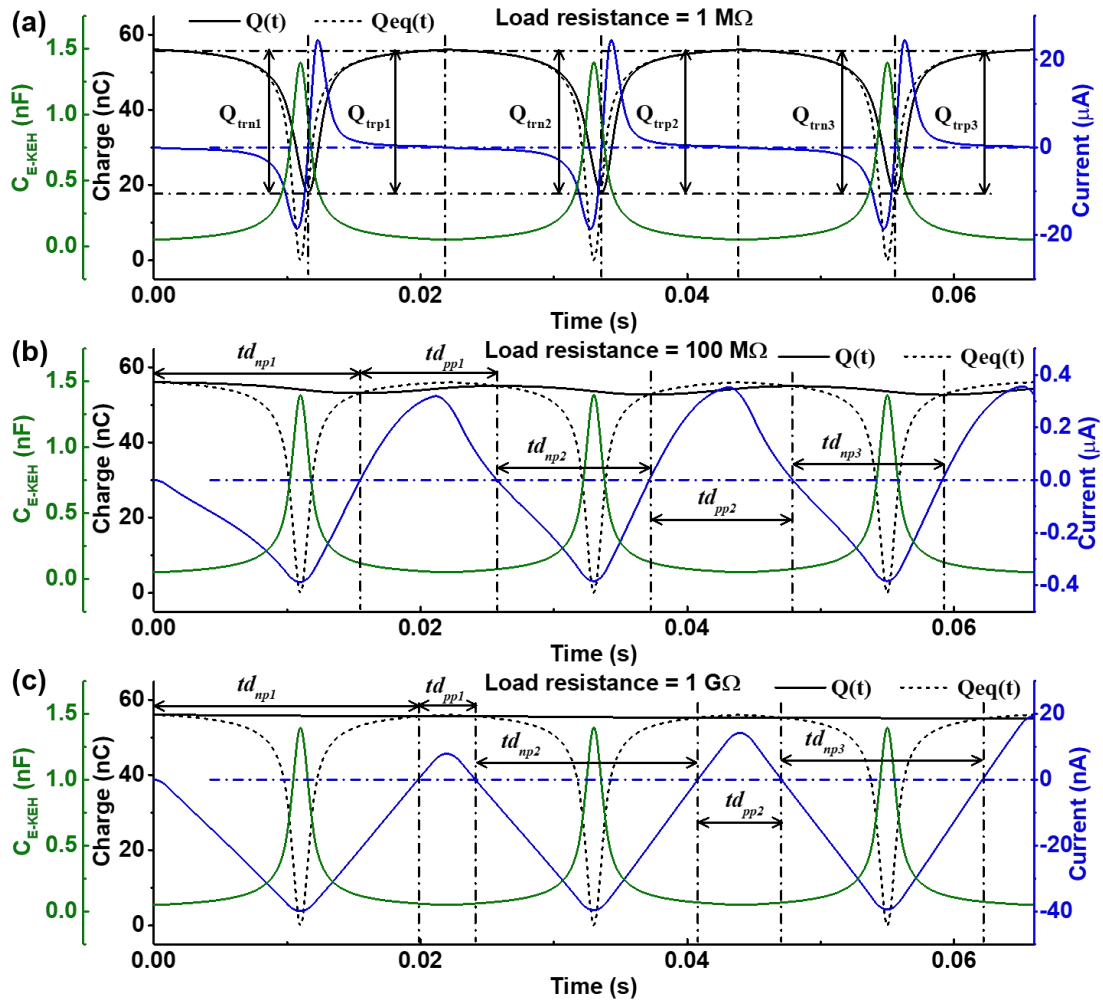 (a)
Q(t)
Qeq(t)
Load resistance = 1 MΩ
C_E-KEH (nF)
1.5
1.0
0.5
0.0
Charge (nC)
60
40
20
0
Q_trn1
Q_trp1
Q_trn2
Q_trp2
Q_trn3
Q_trp3
20
0
-20
Current (μA)
0.00
0.02
0.04
0.06
Time (s)
(b)
td_np1
td_pp1
Load resistance = 100 MΩ
Q(t)
Qeq(t)
C_E-KEH (nF)
1.5
1.0
0.5
0.0
Charge (nC)
60
40
20
0
td_np2
td_pp2
td_np3
0.4
0.2
0.0
-0.2
-0.4
Current (μA)
0.00
0.02
0.04
0.06
Time (s)
(c)
td_np1
td_pp1
Load resistance = 1 GΩ
Q(t)
Qeq(t)
C_E-KEH (nF)
1.5
1.0
0.5
0.0
Charge (nC)
60
40
20
0
td_np2
td_pp2
td_np3
20
0
-20
-40
Current (nA)
0.00
0.02
0.04
0.06
Time (s)